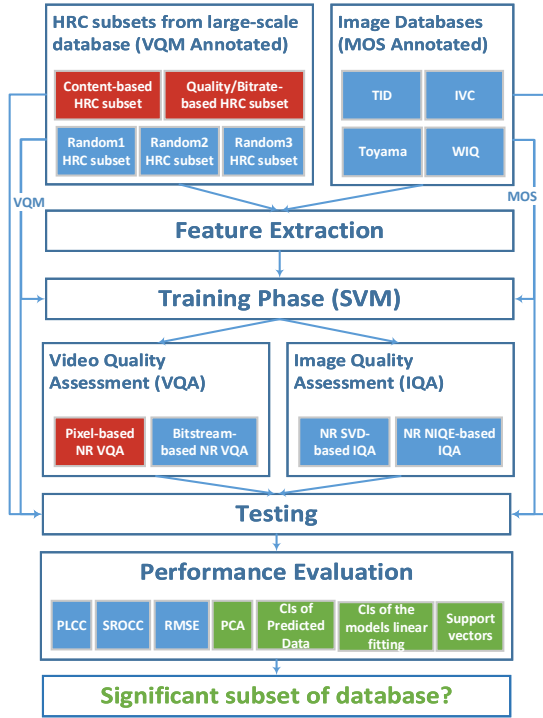 HRC subsets from large-scale
database (VQM Annotated)
Content-based
HRC subset
Quality/Bitrate-
based HRC subset
Random1
HRC subset
Random2
HRC subset
Random3
HRC subset
Image Databases
(MOS Annotated)
TID
IVC
Toyama
WIQ
VQM
MOS
Feature Extraction
Training Phase (SVM)
Video Quality
Assessment (VQA)
Pixel-based
NR VQA
Bitstream-
based NR VQA
Image Quality
Assessment (IQA)
NR SVD-
based IQA
NR NIQE-based
IQA
Testing
Performance Evaluation
PLCC
SROCC
RMSE
PCA
CIs of
Predicted
Data
CIs of the
models linear
fitting
Support
vectors
Significant subset of database?